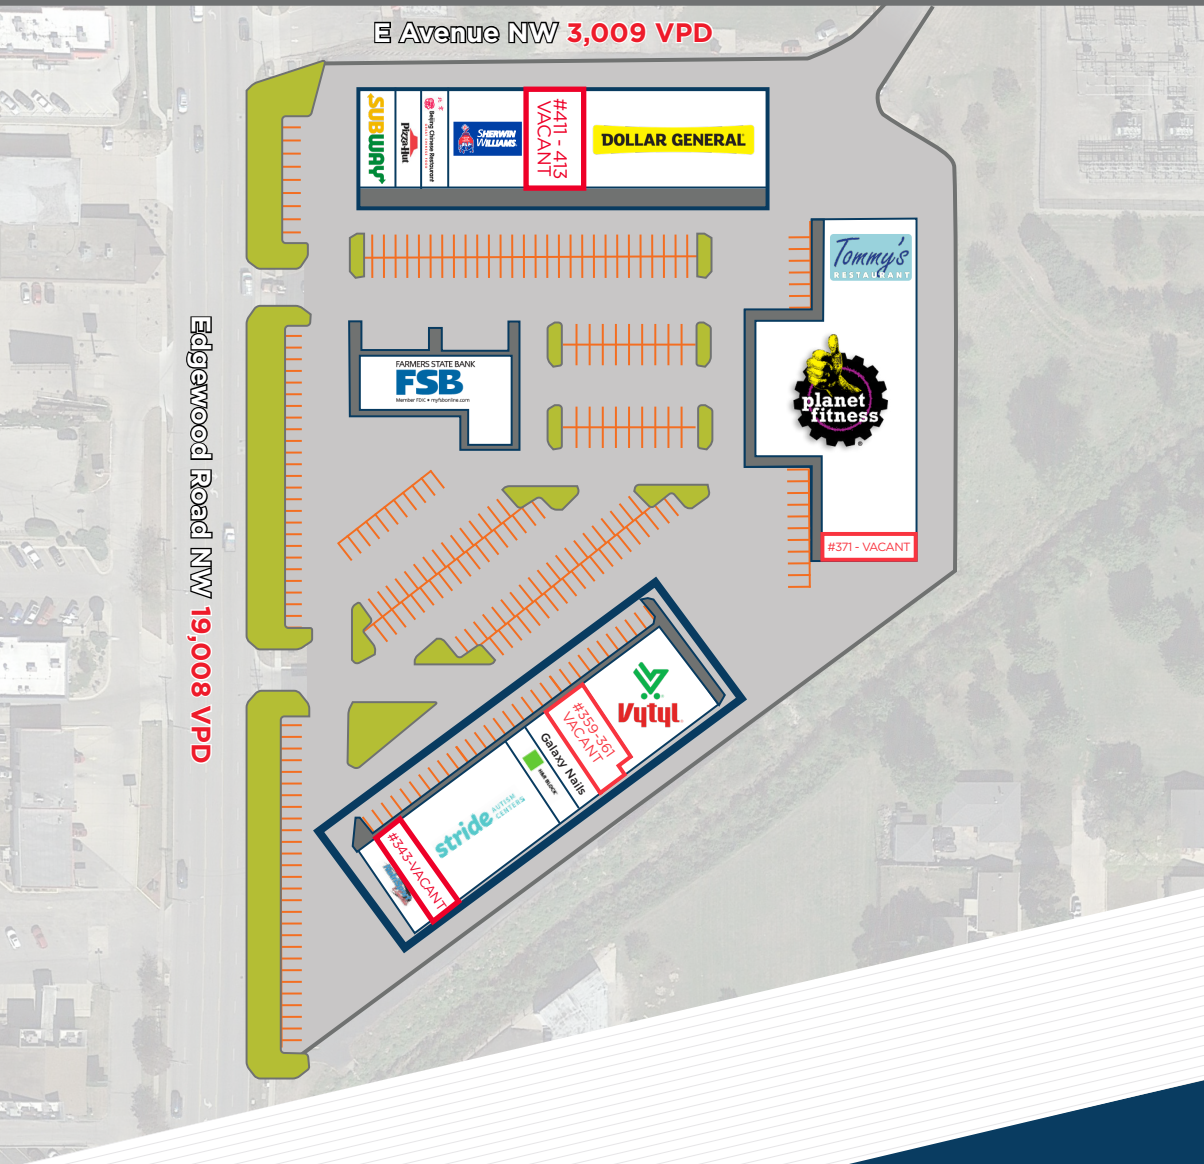 E Avenue NW 3,009 VPD
Edgewood Road NW 19,008 VPD
SUBWAY
Pizza Hut
Beijing Chinese Restaurant
SHERWIN
WILLIAMS.
#411 - 413
VACANT
DOLLAR GENERAL
Tommy's
RESTAURANT
FARMERS STATE BANK
FSB
Member FDIC • myfsbonline.com
planet
fitness
#371 - VACANT
Vytyl
#359-361
VACANT
Galaxy Nails
H&R BLOCK
stride AUTISM
CENTERS
#343-VACANT